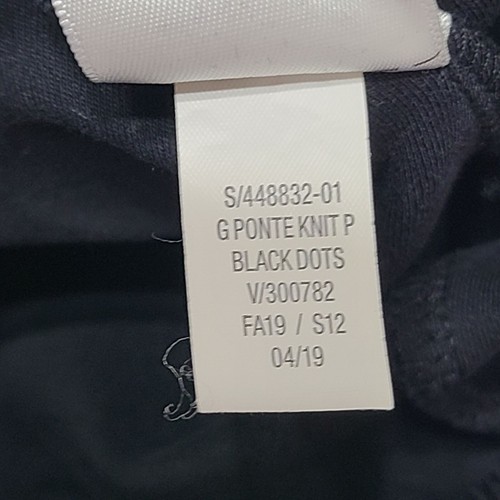 S/448832-01
G PONTE KNIT P
BLACK DOTS
V/300782
FA19 / S12
04/19